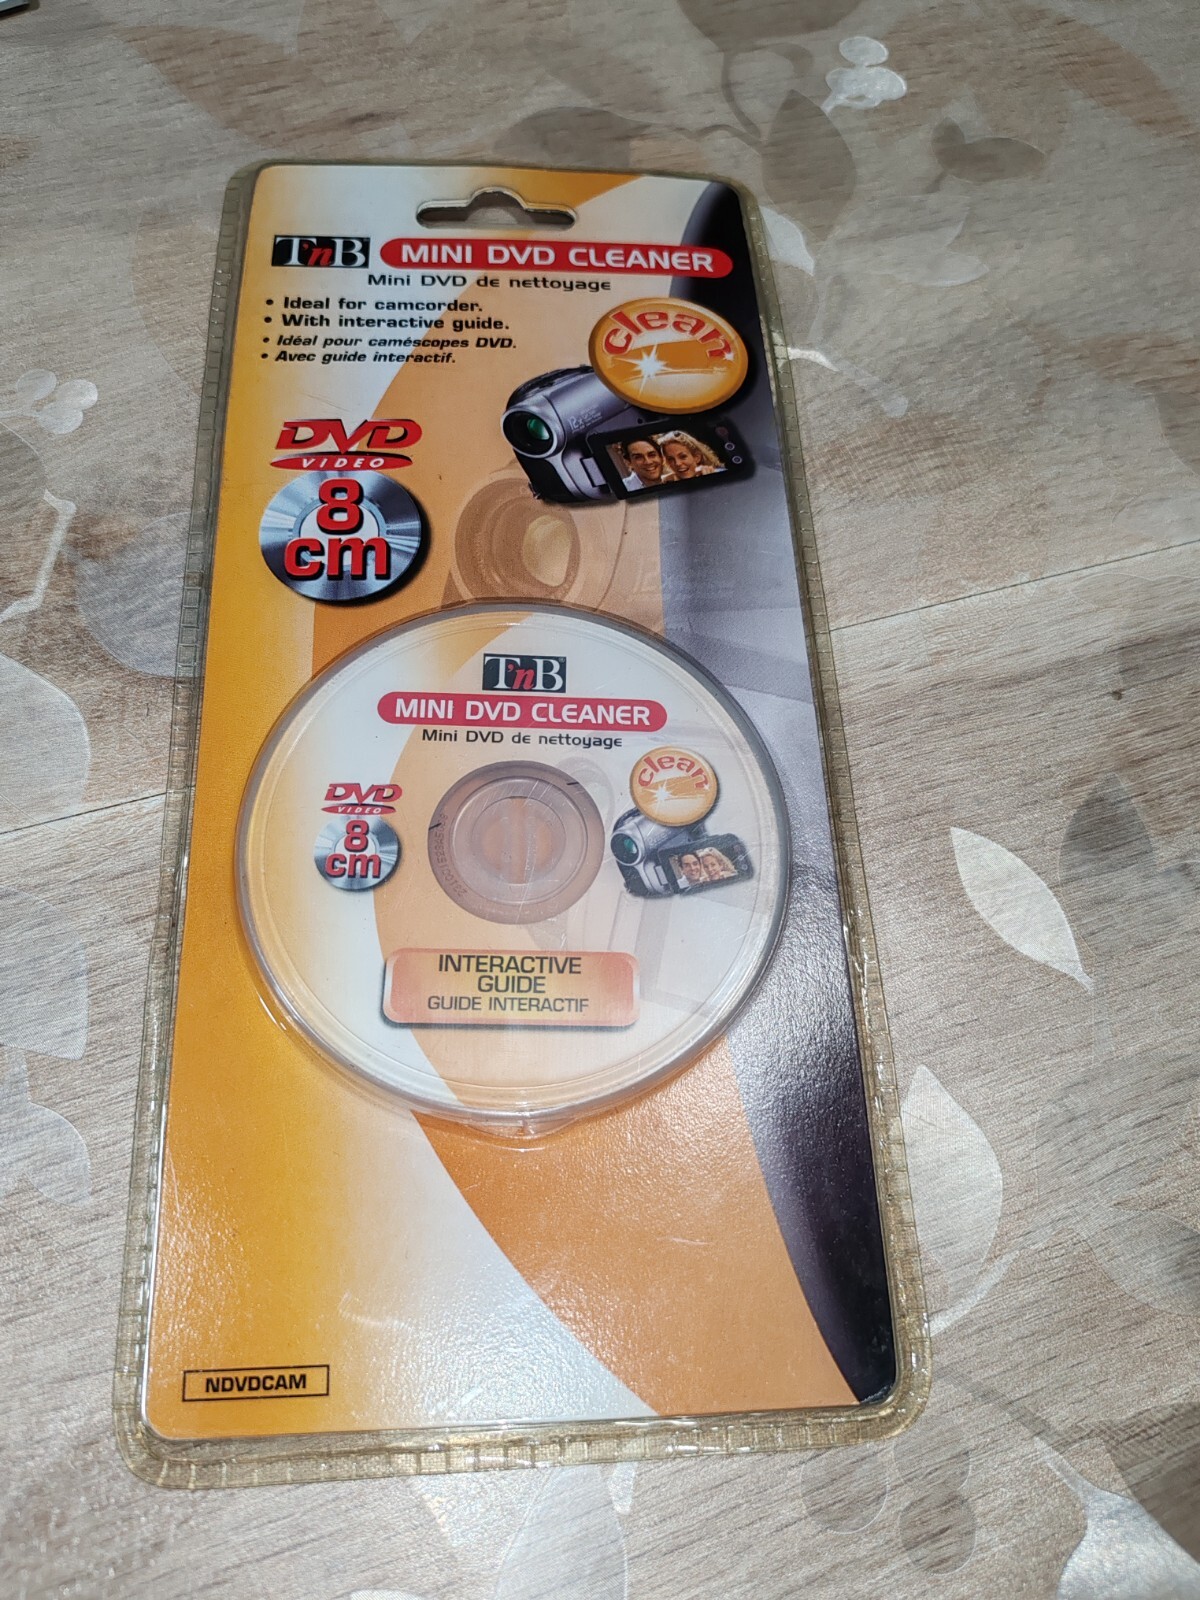 T'nB MINI DVD CLEANER
Mini DVD de nettoyage
• Ideal for camcorder.
• With interactive guide.
• Idéal pour caméscopes DVD.
• Avec guide interactif.
clean
DVD
VIDEO
8
cm
T'nB
MINI DVD CLEANER
Mini DVD de nettoyage
clean
DVD
VIDEO
8
cm
INTERACTIVE
GUIDE
GUIDE INTERACTIF
NDVDCAM